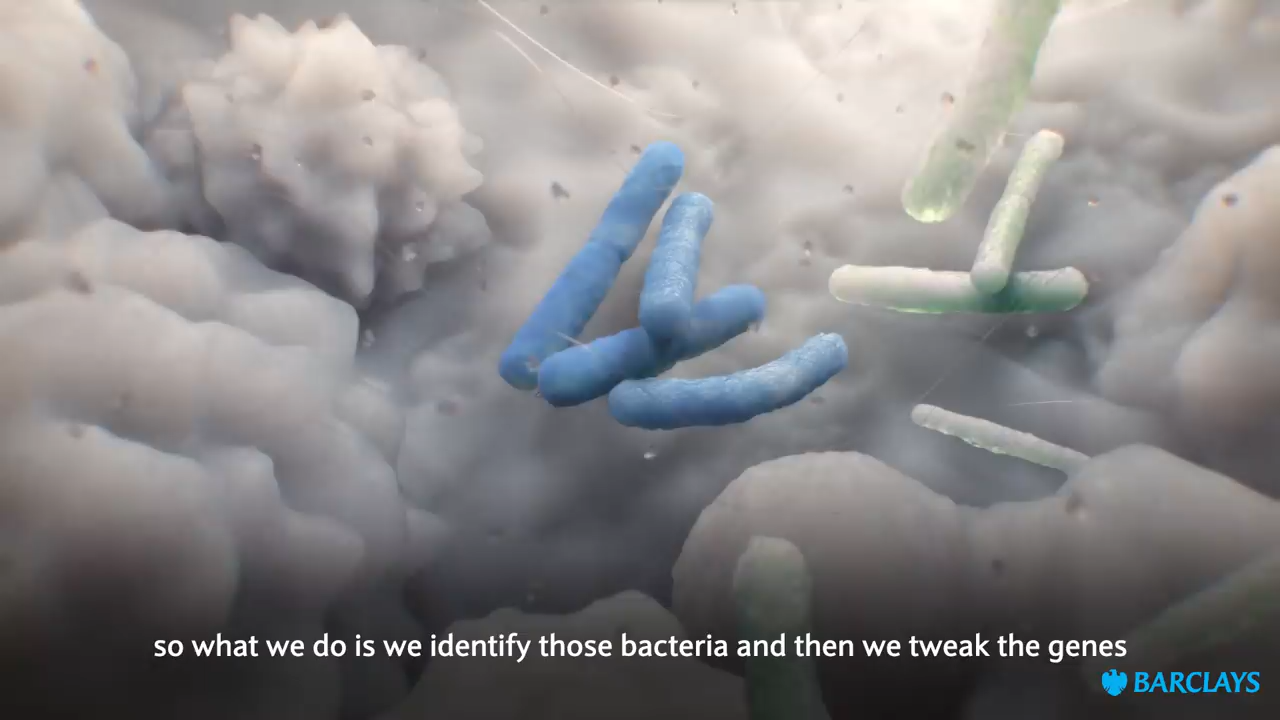 so what we do is we identify those bacteria and then we tweak the genes
BARCLAYS